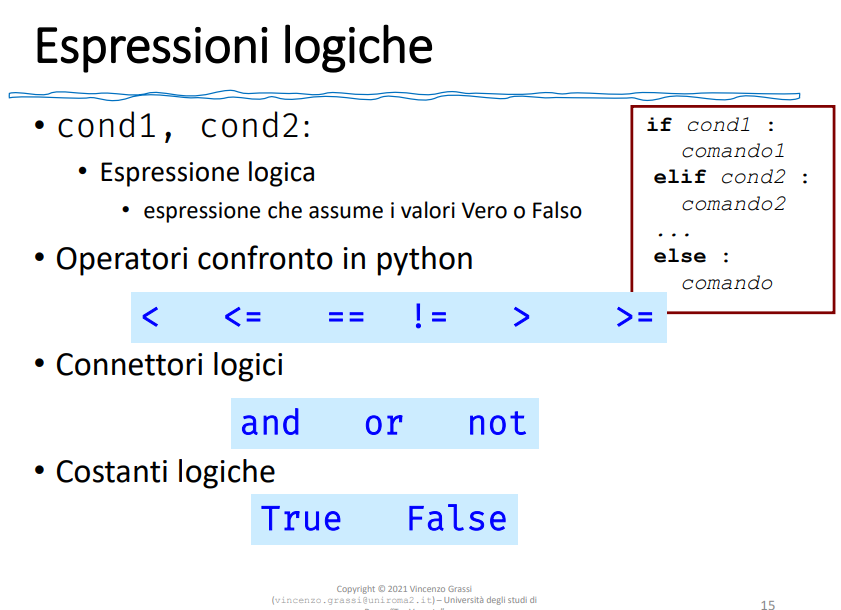 Espressioni logiche
• cond1, cond2:
• Espressione logica
• espressione che assume i valori Vero o Falso
if cond1 :
comando1
elif cond2 :
comando2
...
else :
comando
• Operatori confronto in python
< <= == != > >=
• Connettori logici
and or not
• Costanti logiche
True False
Copyright © 2021 Vincenzo Grassi
(vincenzo.grassi@uniroma2.it) – Università degli studi di
15